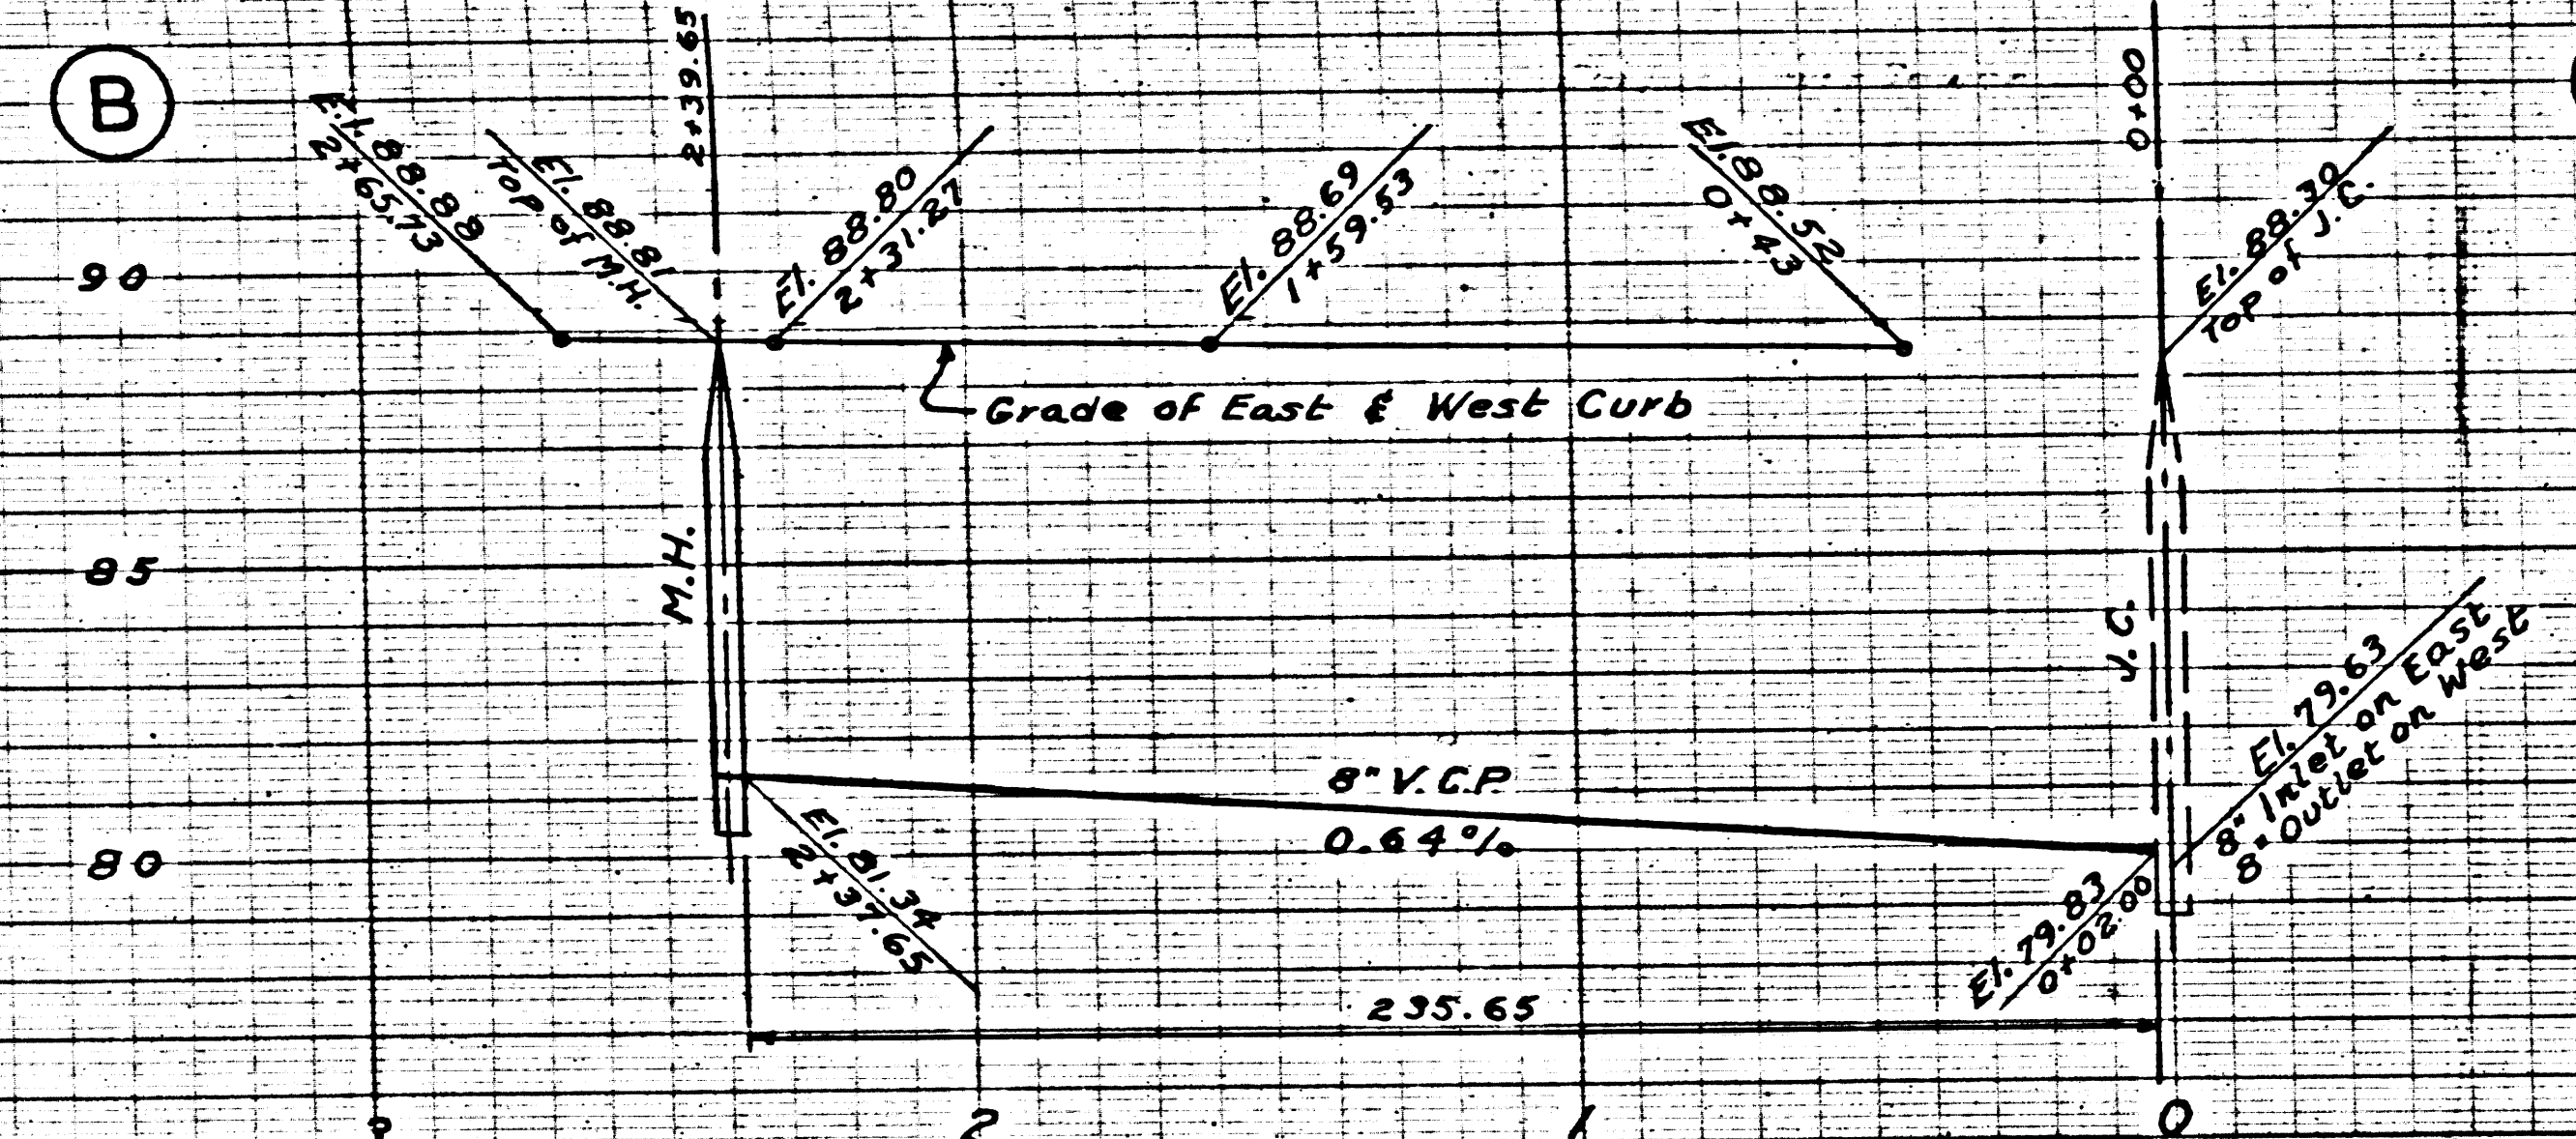 B
2+39.65
0+00
El. 88.88
2+65.73
El. 88.81
Top of M.H.
El. 88.80
2+31.27
El. 88.69
1+59.53
El. 88.52
0+43
El. 88.30
Top of J.C.
90
Grade of East & West Curb
85
M.H.
J.C.
El. 79.63
8" Inlet on East
8" Outlet on West
8" V.C.P.
0.64%
80
El. 81.34
2+37.65
El. 79.83
0+02.00
235.65
2
1
0